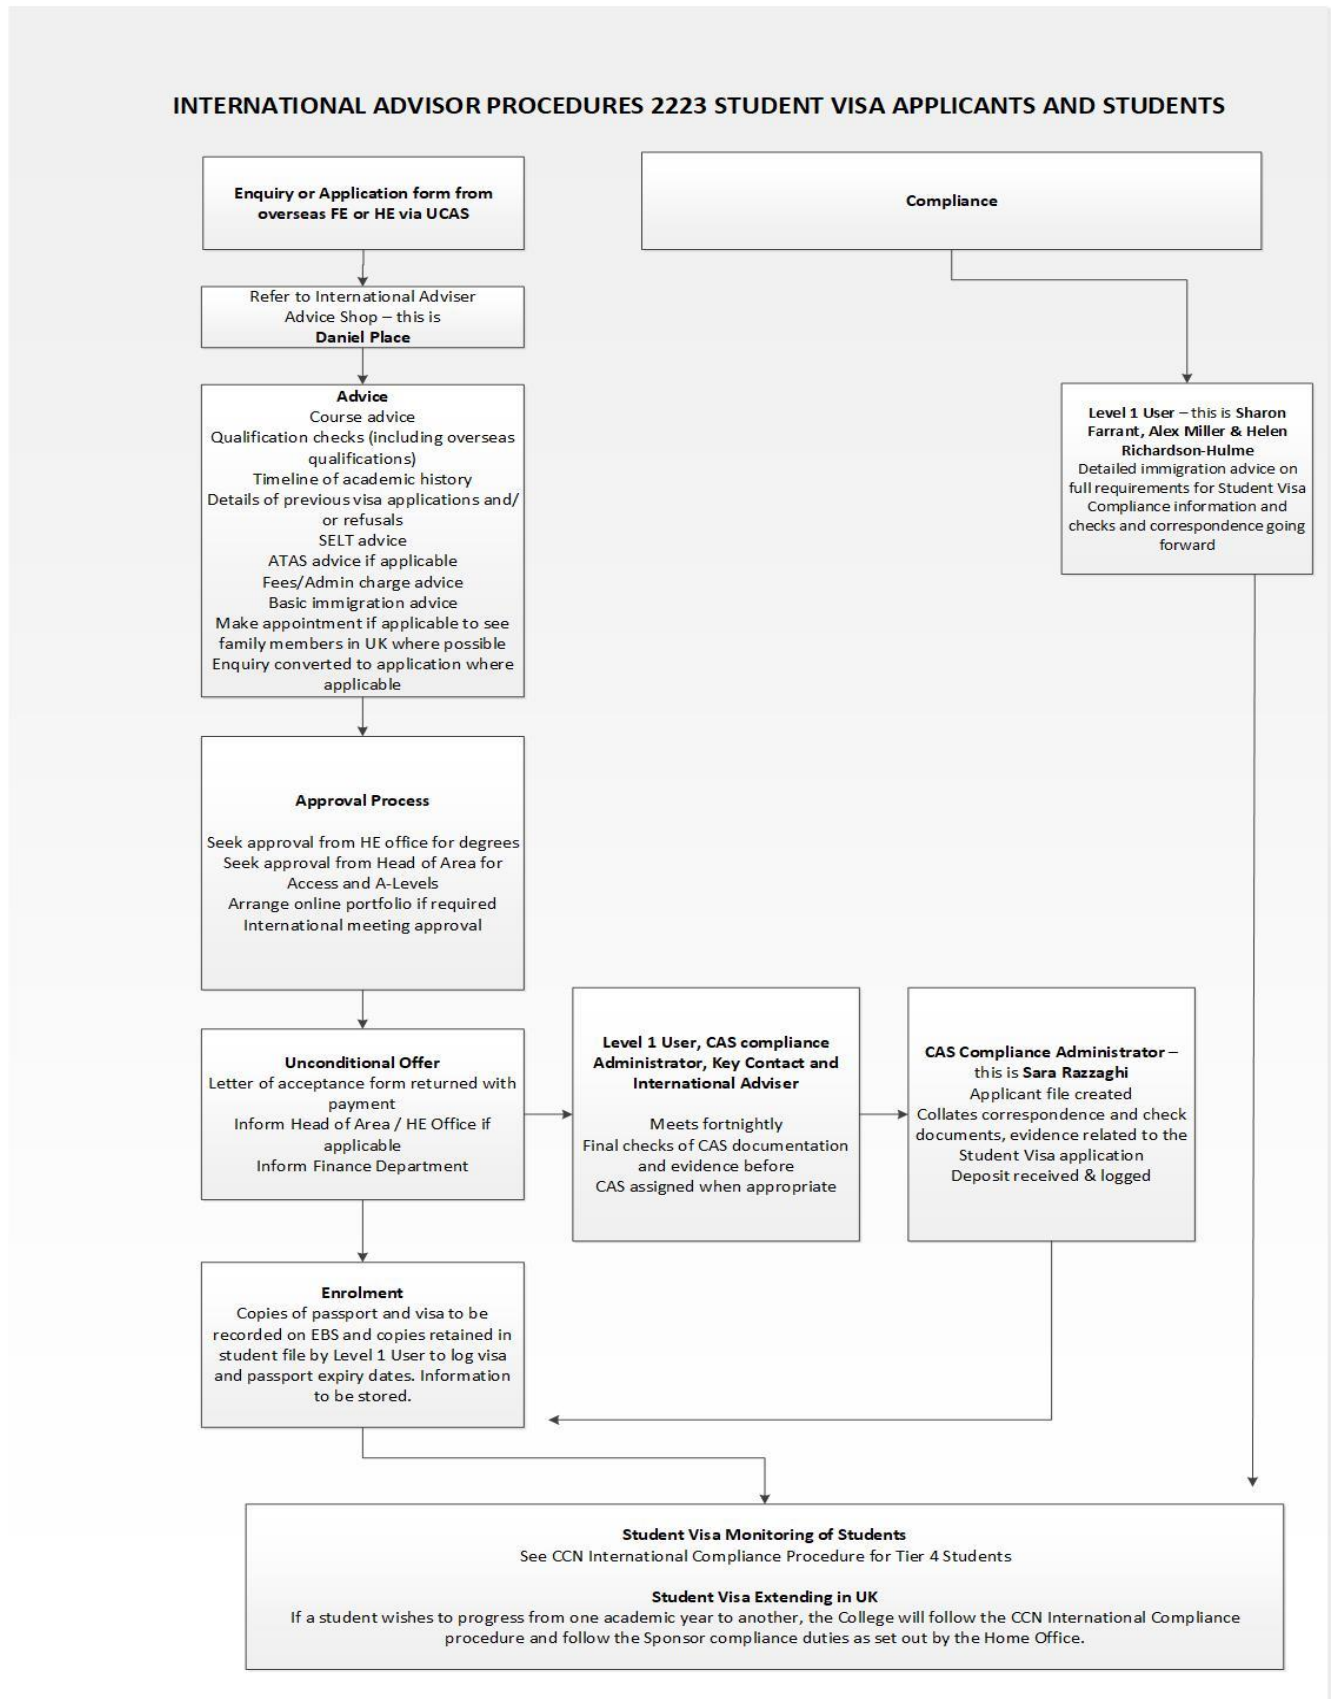 INTERNATIONAL ADVISOR PROCEDURES 2223 STUDENT VISA APPLICANTS AND STUDENTS
Enquiry or Application form from
overseas FE or HE via UCAS
Compliance
Refer to International Adviser
Advice Shop – this is
Daniel Place
Advice
Course advice
Qualification checks (including overseas
qualifications)
Timeline of academic history
Details of previous visa applications and/
or refusals
SELT advice
ATAS advice if applicable
Fees/Admin charge advice
Basic immigration advice
Make appointment if applicable to see
family members in UK where possible
Enquiry converted to application where
applicable
Level 1 User – this is Sharon
Farrant, Alex Miller & Helen
Richardson-Hulme
Detailed immigration advice on
full requirements for Student Visa
Compliance information and
checks and correspondence going
forward
Approval Process
Seek approval from HE office for degrees
Seek approval from Head of Area for
Access and A-Levels
Arrange online portfolio if required
International meeting approval
Unconditional Offer
Letter of acceptance form returned with
payment
Inform Head of Area / HE Office if
applicable
Inform Finance Department
Level 1 User, CAS compliance
Administrator, Key Contact and
International Adviser
Meets fortnightly
Final checks of CAS documentation
and evidence before
CAS assigned when appropriate
CAS Compliance Administrator –
this is Sara Razzaghi
Applicant file created
Collates correspondence and check
documents, evidence related to the
Student Visa application
Deposit received & logged
Enrolment
Copies of passport and visa to be
recorded on EBS and copies retained in
student file by Level 1 User to log visa
and passport expiry dates. Information
to be stored.
Student Visa Monitoring of Students
See CCN International Compliance Procedure for Tier 4 Students
Student Visa Extending in UK
If a student wishes to progress from one academic year to another, the College will follow the CCN International Compliance
procedure and follow the Sponsor compliance duties as set out by the Home Office.